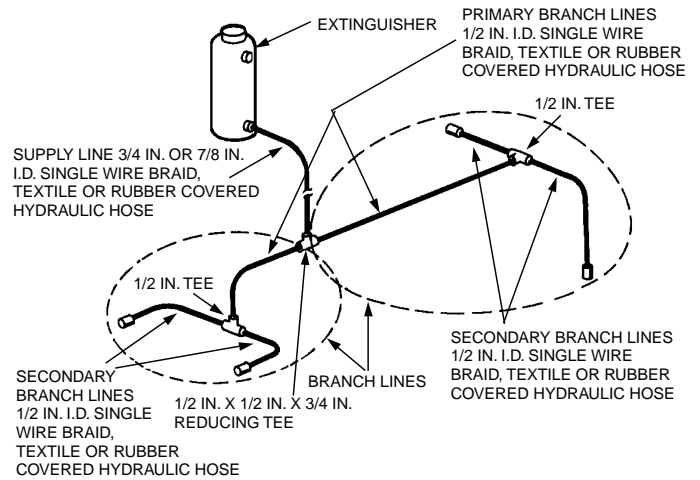 EXTINGUISHER
PRIMARY BRANCH LINES
1/2 IN. I.D. SINGLE WIRE
BRAID, TEXTILE OR RUBBER
COVERED HYDRAULIC HOSE
1/2 IN. TEE
SUPPLY LINE 3/4 IN. OR 7/8 IN.
I.D. SINGLE WIRE BRAID,
TEXTILE OR RUBBER COVERED
HYDRAULIC HOSE
1/2 IN. TEE
SECONDARY
BRANCH LINES
1/2 IN. I.D. SINGLE
WIRE BRAID,
TEXTILE OR RUBBER
COVERED HYDRAULIC HOSE
1/2 IN. X 1/2 IN. X 3/4 IN.
REDUCING TEE
BRANCH LINES
SECONDARY BRANCH LINES
1/2 IN. I.D. SINGLE WIRE
BRAID, TEXTILE OR RUBBER
COVERED HYDRAULIC HOSE